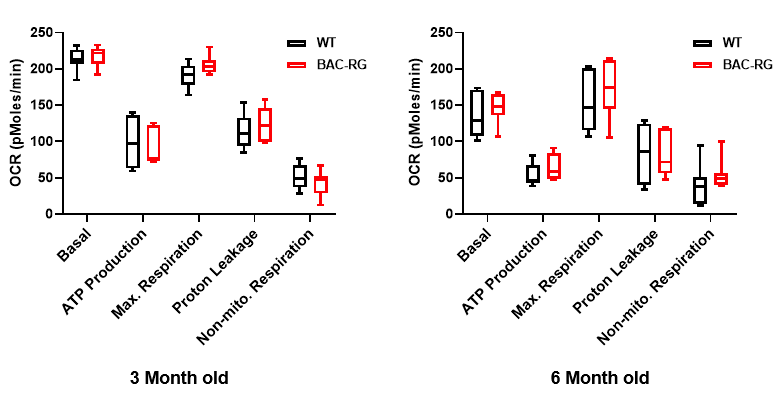 OCR (pMoles/min)
250
200
150
100
50
0
WT
BAC-RG
Basal
ATP Production
Max. Respiration
Proton Leakage
Non-mito. Respiration
3 Month old
OCR (pMoles/min)
250
200
150
100
50
0
WT
BAC-RG
Basal
ATP Production
Max. Respiration
Proton Leakage
Non-mito. Respiration
6 Month old